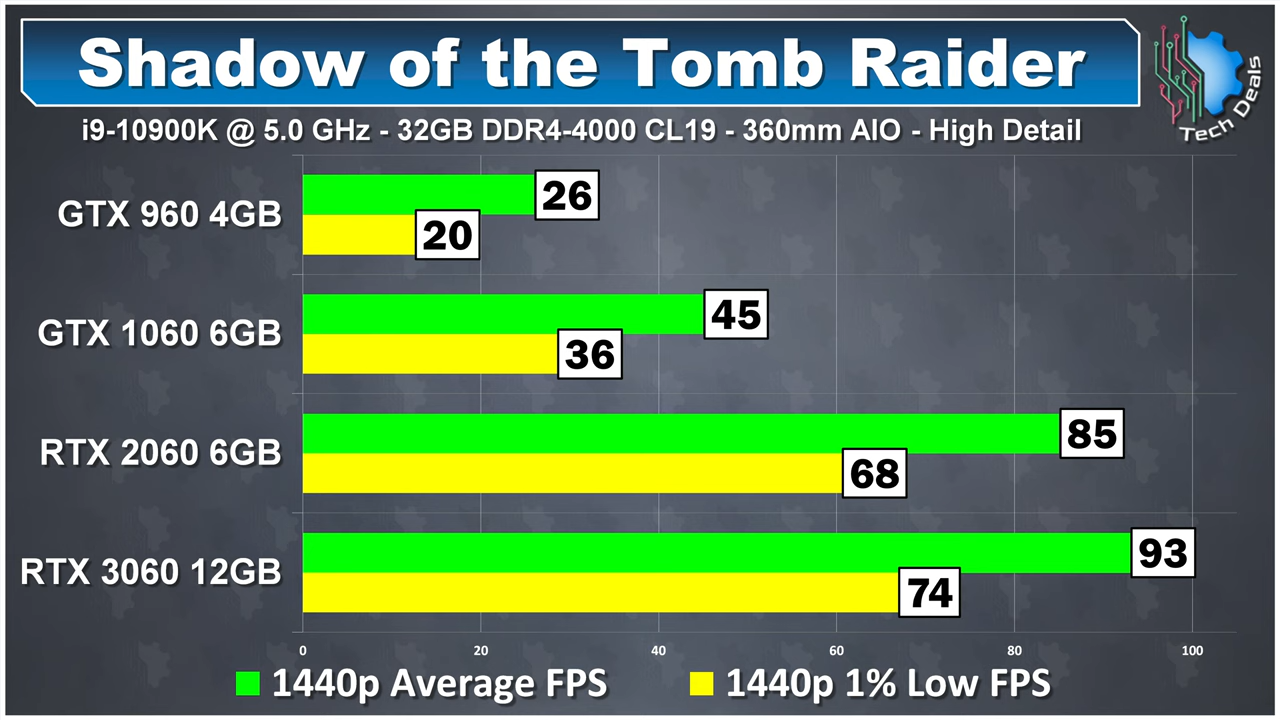 Shadow of the Tomb Raider
Tech Deals
i9-10900K @ 5.0 GHz - 32GB DDR4-4000 CL19 - 360mm AIO - High Detail
GTX 960 4GB
26
20
GTX 1060 6GB
45
36
RTX 2060 6GB
85
68
RTX 3060 12GB
93
74
0 20 40 60 80 100
1440p Average FPS 1440p 1% Low FPS